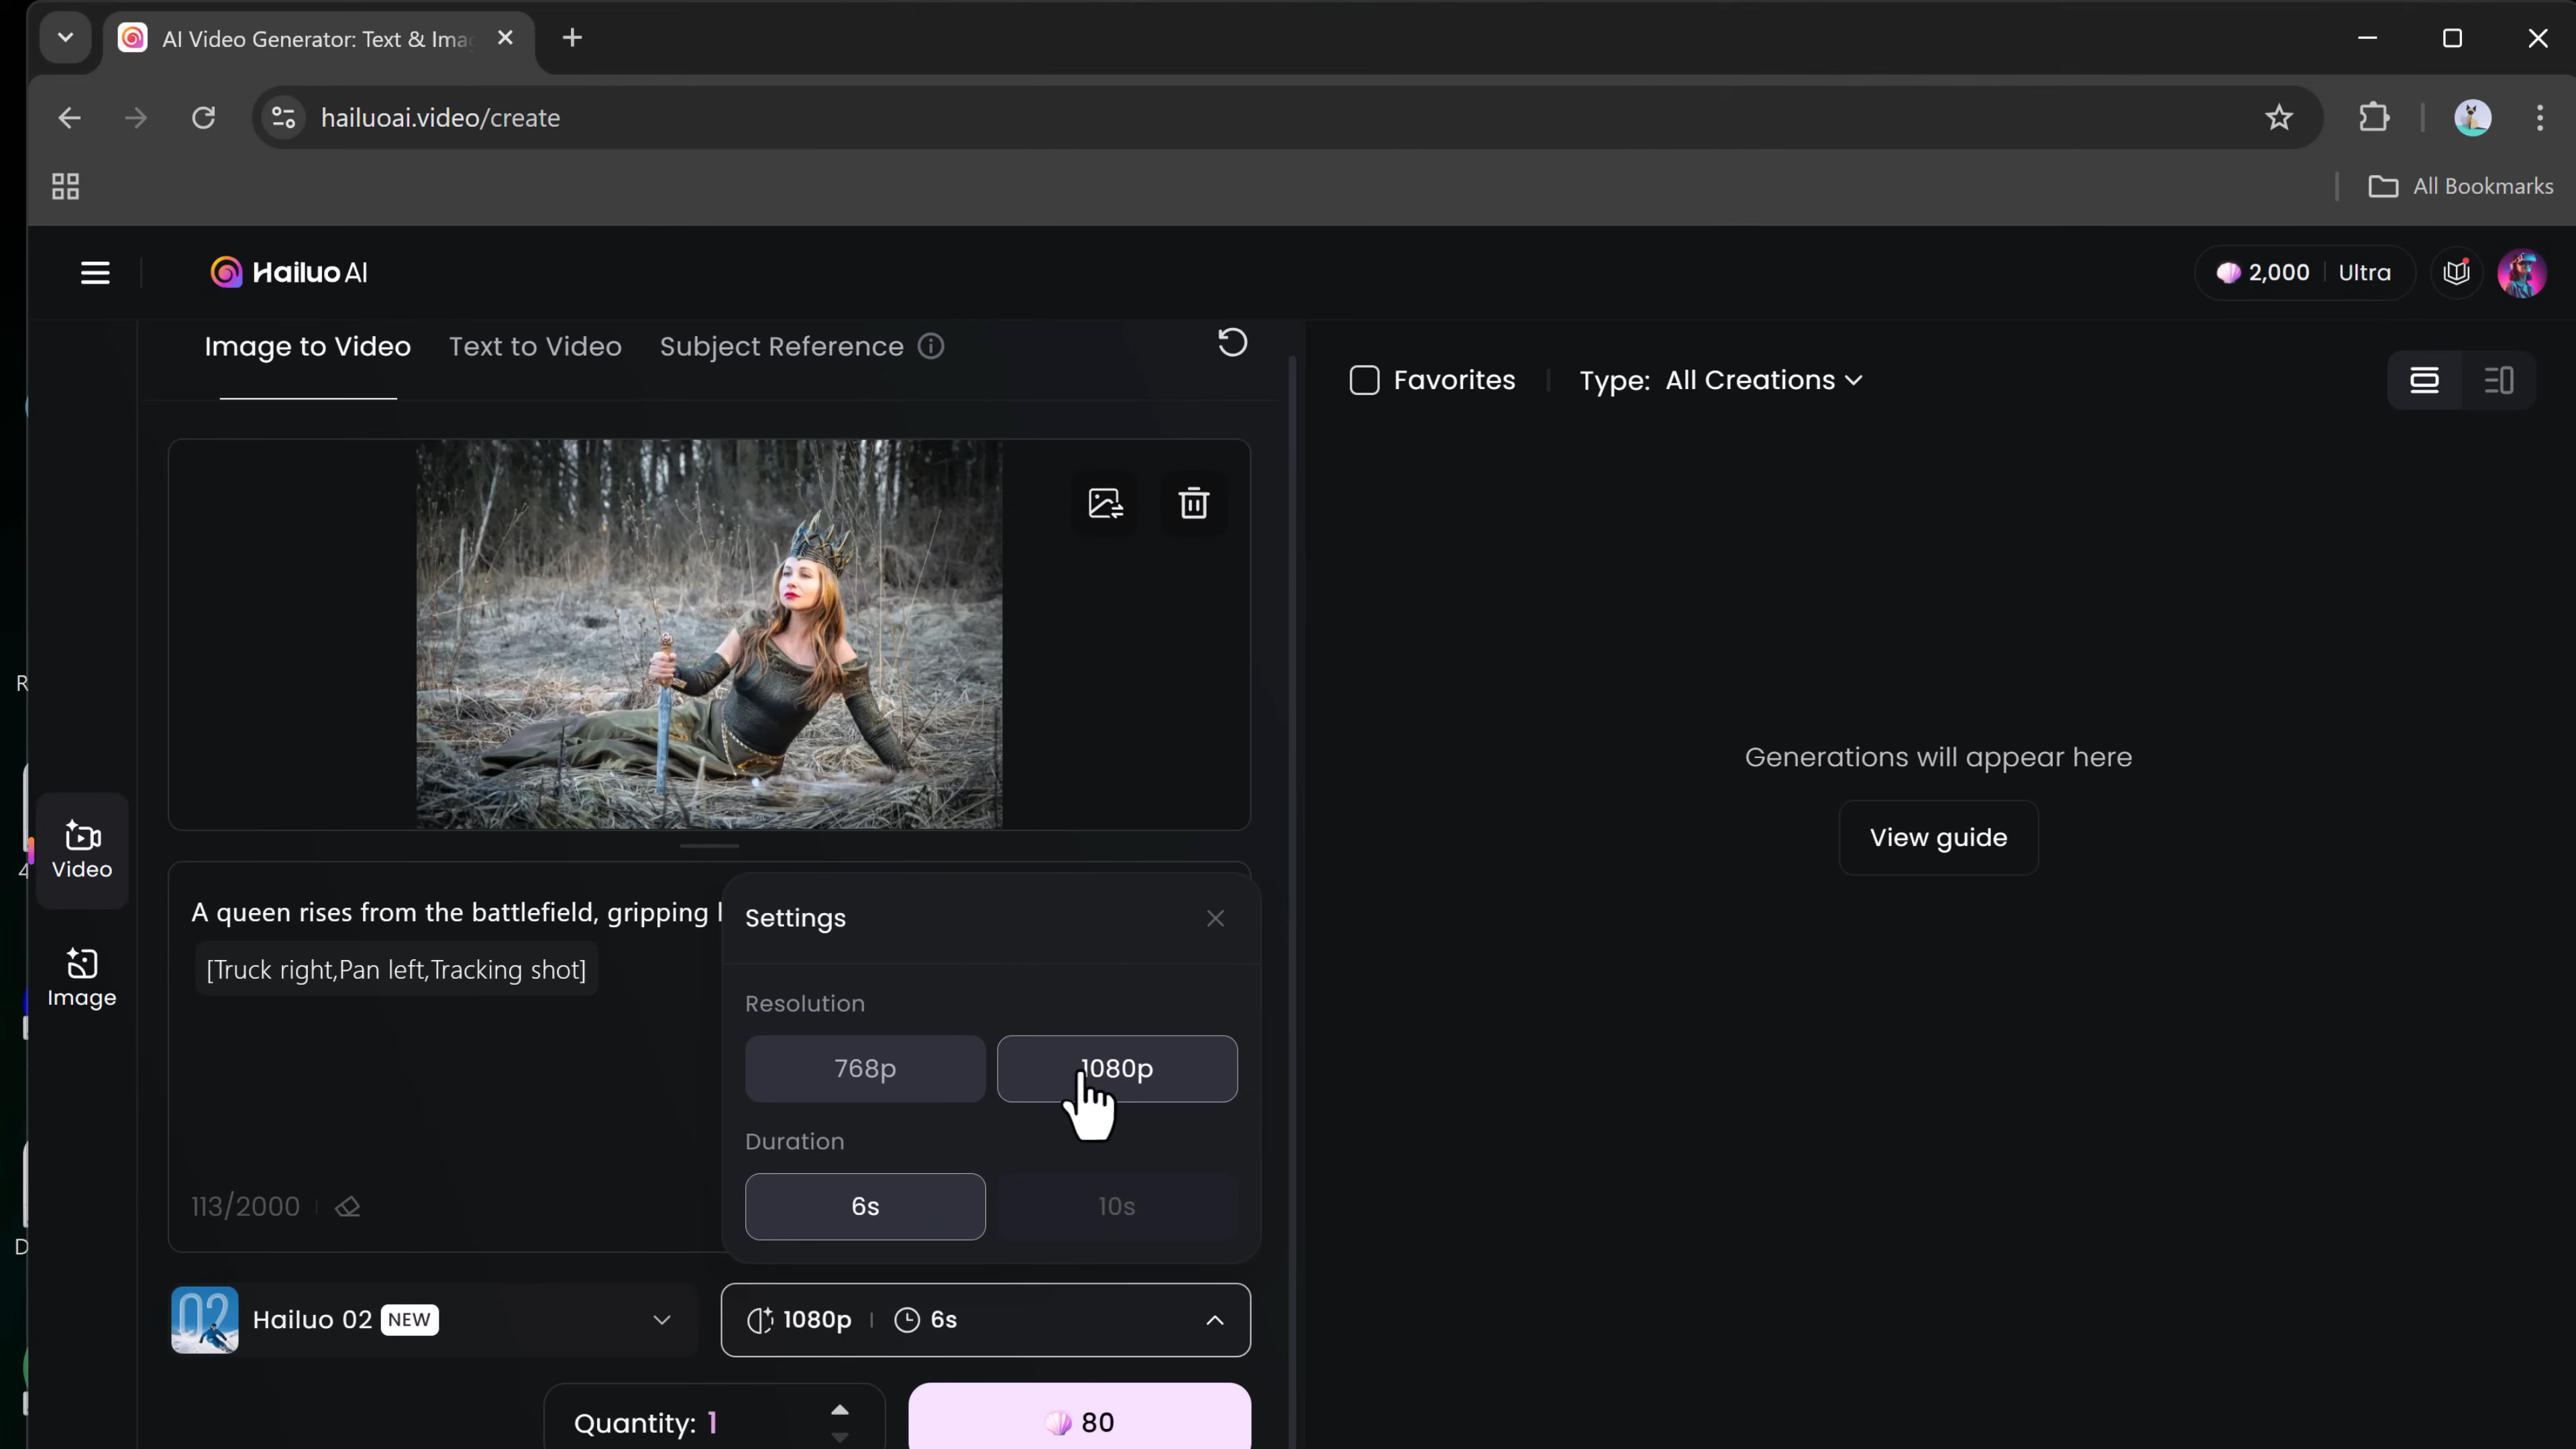 AI Video Generator: Text & Ima
hailuoai.video/create
All Bookmarks
Hailuo AI
2,000 | Ultra
Image to Video Text to Video Subject Reference
Favorites | Type: All Creations
Generations will appear here
View guide
Video
Image
A queen rises from the battlefield, gripping
[Truck right,Pan left,Tracking shot]
113/2000
Settings
Resolution
768p 1080p
Duration
6s 10s
02 Hailuo 02 NEW
1080p | 6s
Quantity: 1
80